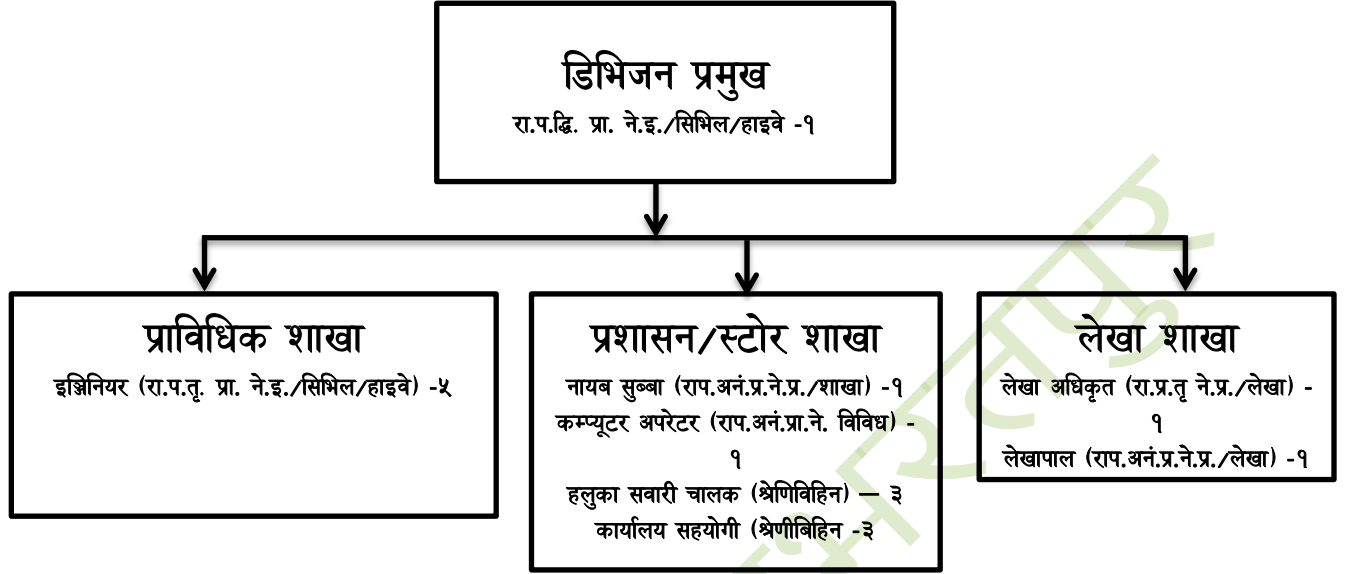 डिभिजन प्रमुख
रा.प.द्धि. प्रा. ने.इ./सिभिल/हाइवे -१
प्राविधिक शाखा
इञ्जिनियर (रा.प.तृ. प्रा. ने.इ./सिभिल/हाइवे) -५
प्रशासन/स्टोर शाखा
नायब सुब्बा (राप.अनं.प्र.ने.प्र./शाखा) -१
कम्प्यूटर अपरेटर (राप.अनं.प्रा.ने. विविध) -
१
हलुका सवारी चालक (श्रेणिविहिन) — ३
कार्यालय सहयोगी (श्रेणीबिहिन -३
लेखा शाखा
लेखा अधिकृत (रा.प्र.तृ ने.प्र./लेखा) -
१
लेखापाल (राप.अनं.प्र.ने.प्र./लेखा) -१
भरतपुर